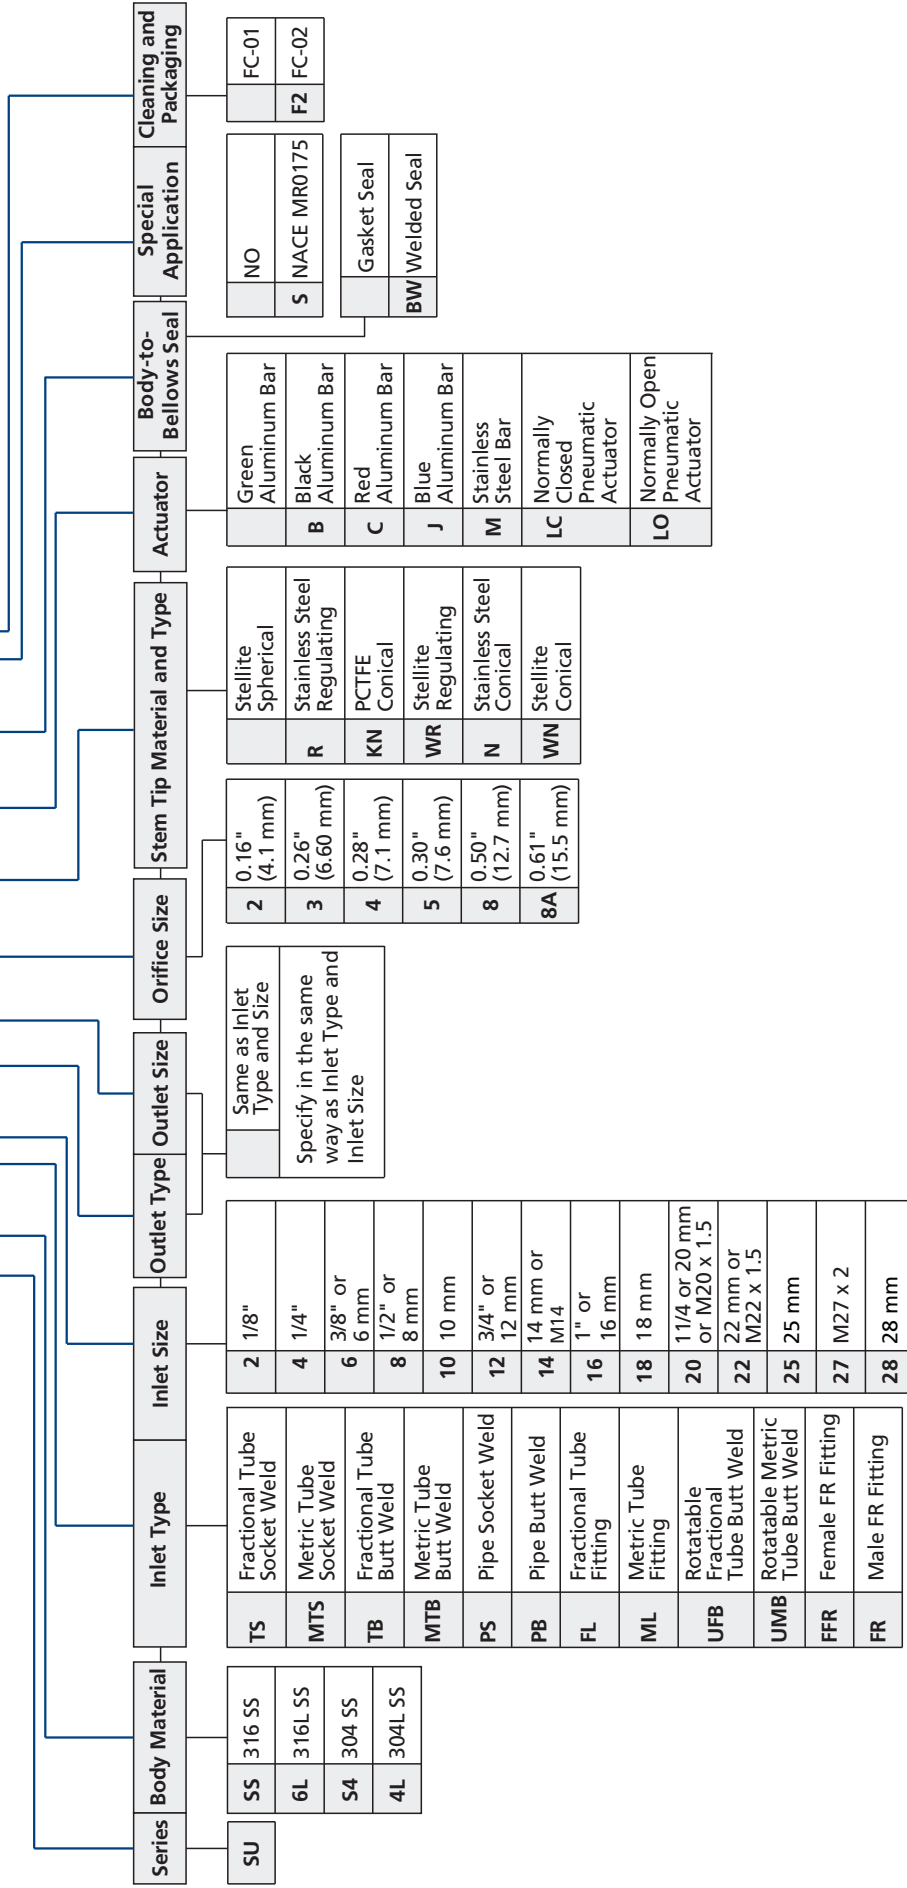 Series
Body Material
Inlet Type
Inlet Size
Outlet Type
Outlet Size
Orifice Size
Stem Tip Material and Type
Actuator
Body-to-
Bellows Seal
Special
Application
Cleaning and
Packaging
SU
SS 316 SS
6L 316L SS
S4 304 SS
4L 304L SS
TS Fractional Tube
Socket Weld
MTS Metric Tube
Socket Weld
TB Fractional Tube
Butt Weld
MTB Metric Tube
Butt Weld
PS Pipe Socket Weld
PB Pipe Butt Weld
FL Fractional Tube
Fitting
ML Metric Tube
Fitting
UFB Rotatable
Fractional
Tube Butt Weld
UMB Rotatable Metric
Tube Butt Weld
FFR Female FR Fitting
FR Male FR Fitting
2 1/8"
4 1/4"
6 3/8" or
6 mm
8 1/2" or
8 mm
10 10 mm
12 3/4" or
12 mm
14 14 mm or
M14
16 1" or
16 mm
18 18 mm
20 11/4 or 20 mm
or M20 x 1.5
22 22 mm or
M22 x 1.5
25 25 mm
27 M27 x 2
28 28 mm
Same as Inlet
Type and Size
Specify in the same
way as Inlet Type and
Inlet Size
2 0.16"
(4.1 mm)
3 0.26"
(6.60 mm)
4 0.28"
(7.1 mm)
5 0.30"
(7.6 mm)
8 0.50"
(12.7 mm)
8A 0.61"
(15.5 mm)
Stellite
Spherical
R Stainless Steel
Regulating
KN PCTFE
Conical
WR Stellite
Regulating
N Stainless Steel
Conical
WN Stellite
Conical
Green
Aluminum Bar
B Black
Aluminum Bar
C Red
Aluminum Bar
J Blue
Aluminum Bar
M Stainless
Steel Bar
LC Normally
Closed
Pneumatic
Actuator
LO Normally Open
Pneumatic
Actuator
Gasket Seal
BW Welded Seal
NO
S NACE MR0175
FC-01
F2 FC-02